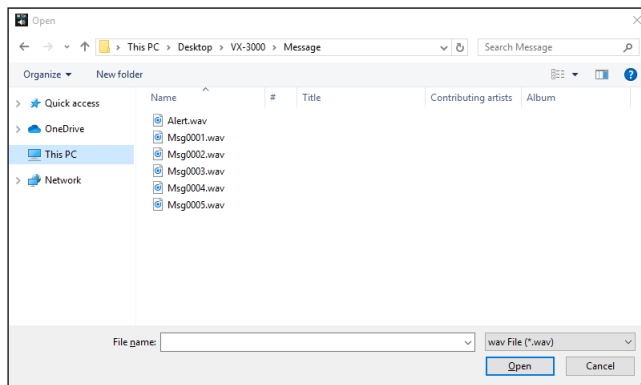 Open
This PC > Desktop > VX-3000 > Message
Search Message
Organize
New folder
Name # Title Contributing artists Album
Quick access
OneDrive
This PC
Network
Alert.wav
Msg0001.wav
Msg0002.wav
Msg0003.wav
Msg0004.wav
Msg0005.wav
File name:
wav File (*.wav)
Open
Cancel